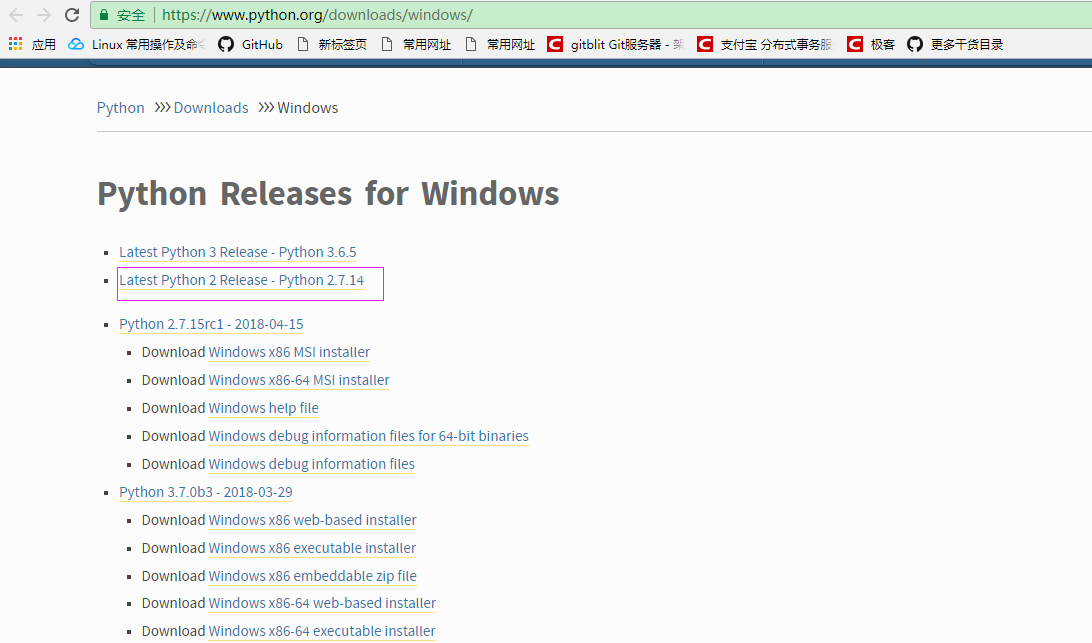 安全 https://www.python.org/downloads/windows/
应用 Linux 常用操作及命 GitHub 新标签页 常用网址 常用网址 gitblit Git服务器 - 架 支付宝 分布式事务服 极客 更多干货目录
Python >>> Downloads >>> Windows
Python Releases for Windows
Latest Python 3 Release - Python 3.6.5
Latest Python 2 Release - Python 2.7.14
Python 2.7.15rc1 - 2018-04-15
Download Windows x86 MSI installer
Download Windows x86-64 MSI installer
Download Windows help file
Download Windows debug information files for 64-bit binaries
Download Windows debug information files
Python 3.7.0b3 - 2018-03-29
Download Windows x86 web-based installer
Download Windows x86 executable installer
Download Windows x86 embeddable zip file
Download Windows x86-64 web-based installer
Download Windows x86-64 executable installer